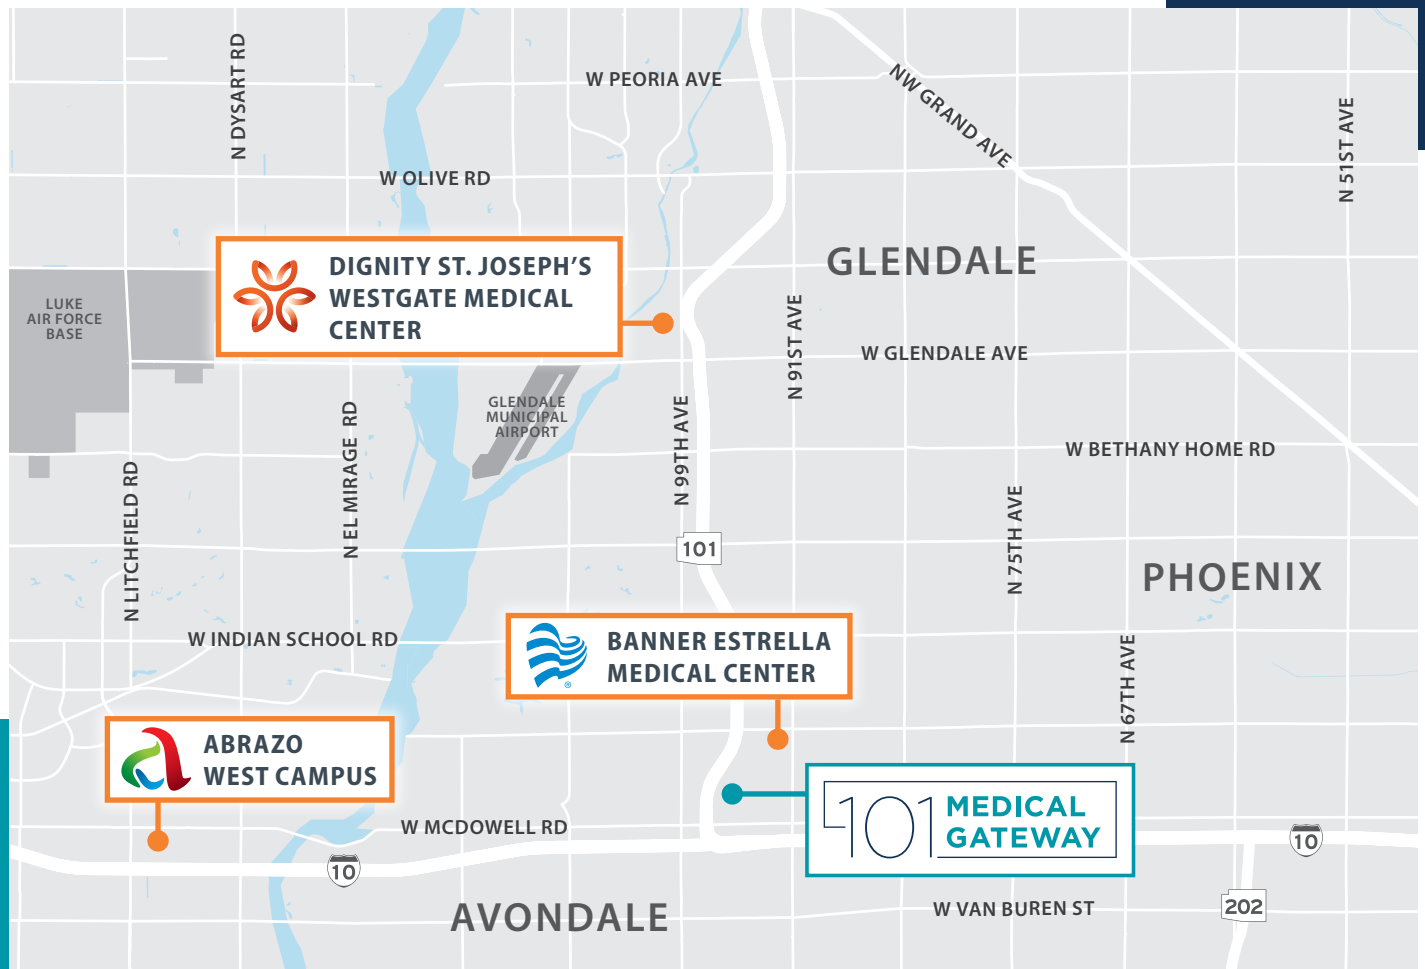 N DYSART RD
W PEORIA AVE
NW GRAND AVE
N 51ST AVE
W OLIVE RD
GLENDALE
DIGNITY ST. JOSEPH'S
WESTGATE MEDICAL
CENTER
LUKE
AIR FORCE
BASE
N 91ST AVE
W GLENDALE AVE
GLENDALE
MUNICIPAL
AIRPORT
N EL MIRAGE RD
N 99TH AVE
W BETHANY HOME RD
N LITCHFIELD RD
N 75TH AVE
101
PHOENIX
W INDIAN SCHOOL RD
BANNER ESTRELLA
MEDICAL CENTER
®
N 67TH AVE
ABRAZO
WEST CAMPUS
101 MEDICAL
GATEWAY
W MCDOWELL RD
10
10
AVONDALE
W VAN BUREN ST
202